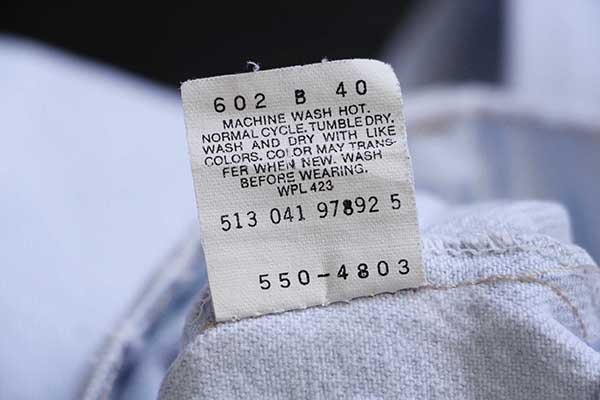 602 B 40
MACHINE WASH HOT.
NORMAL CYCLE. TUMBLE DRY.
WASH AND DRY WITH LIKE
COLORS. COLOR MAY TRANS-
FER WHEN NEW. WASH
BEFORE WEARING.
WPL 423
513 041 97892 5
550-4803